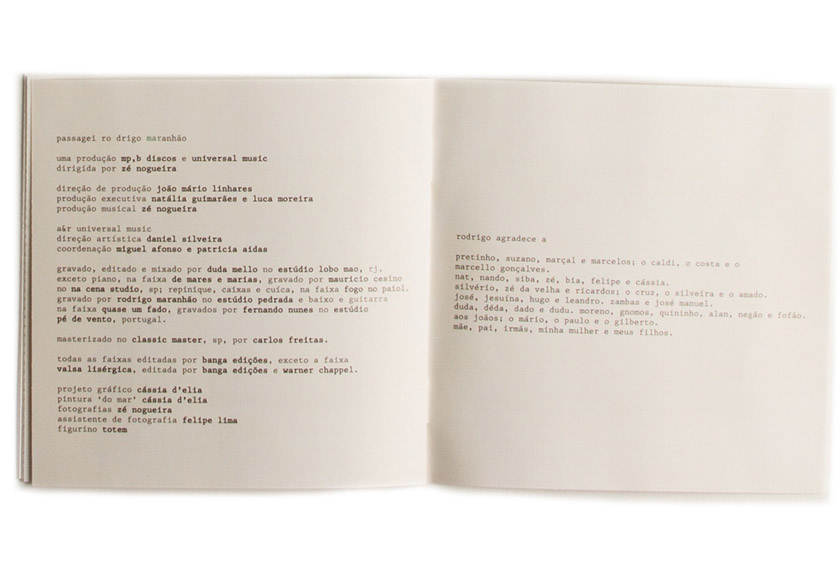 passagei ro drigo maranhão
uma produção mp,b discos e universal music
dirigida por zé nogueira
direção de produção joão mário linhares
produção executiva natália guimarães e luca moreira
produção musical zé nogueira
a&r universal music
direção artística daniel silveira
coordenação miguel afonso e patricia aidas
gravado, editado e mixado por duda mello no estúdio lobo mao, rj,
exceto piano, na faixa de mares e marias, gravado por maurício cesino
no na cena studio, sp; repinique, caixas e cuíca, na faixa fogo no paiol,
gravado por rodrigo maranhão no estúdio pedrada e baixo e guitarra
na faixa quase um fado, gravados por fernando nunes no estúdio
pé de vento, portugal.
masterizado no classic master, sp, por carlos freitas.
todas as faixas editadas por banga edições, exceto a faixa
valsa lisérgica, editada por banga edições e warner chappel.
projeto gráfico cássia d'elia
pintura 'do mar' cássia d'elia
fotografias zé nogueira
assistente de fotografia felipe lima
figurino totem
rodrigo agradece a
pretinho, suzano, marçal e marcelos; o caldi, o costa e o
marcello gonçalves.
nat, nando, siba, zé, bia, felipe e cássia.
silvério, zé da velha e ricardos; o cruz, o silveira e o amado.
josé, jesuína, hugo e leandro. zambas e josé manuel.
duda, déda, dado e dudu. moreno, gnomos, quininho, alan, negão e fofão.
aos joãos; o mário, o paulo e o gilberto.
mãe, pai, irmãs, minha mulher e meus filhos.